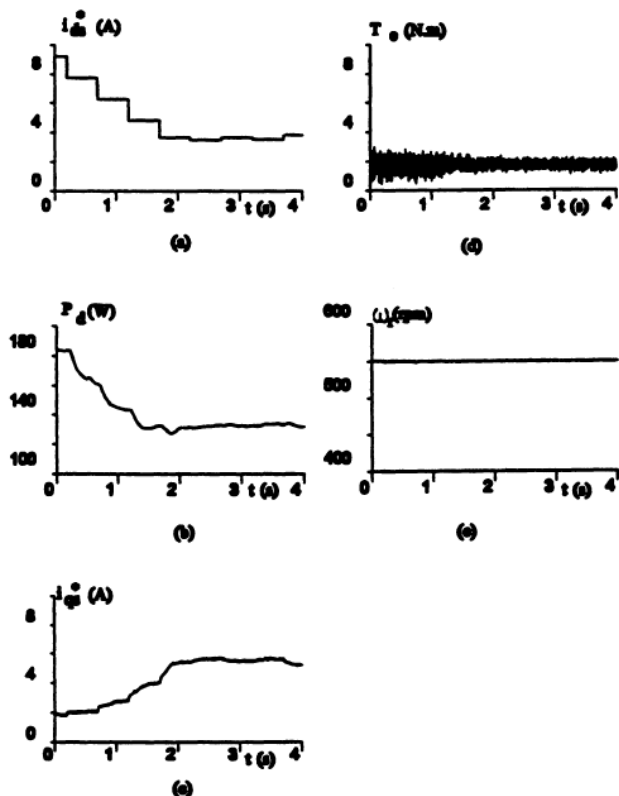 i*ds (A)
8
4
0
0 1 2 3 t (s) 4
(a)
T e (N.m)
8
4
0
0 1 2 3 t (s) 4
(d)
P d (W)
180
140
100
0 1 2 3 t (s) 4
(b)
ωr (rpm)
600
500
400
0 1 2 3 t (s) 4
(e)
i*qs (A)
8
4
0
0 1 2 3 t (s) 4
(c)